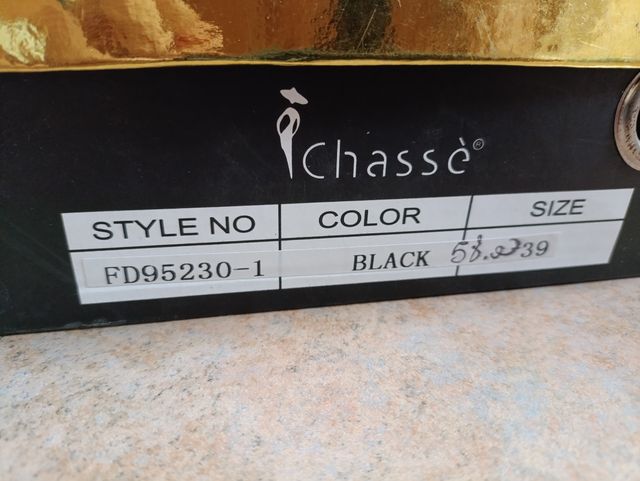 Chassè®
STYLE NO COLOR SIZE
FD95230-1 BLACK 39